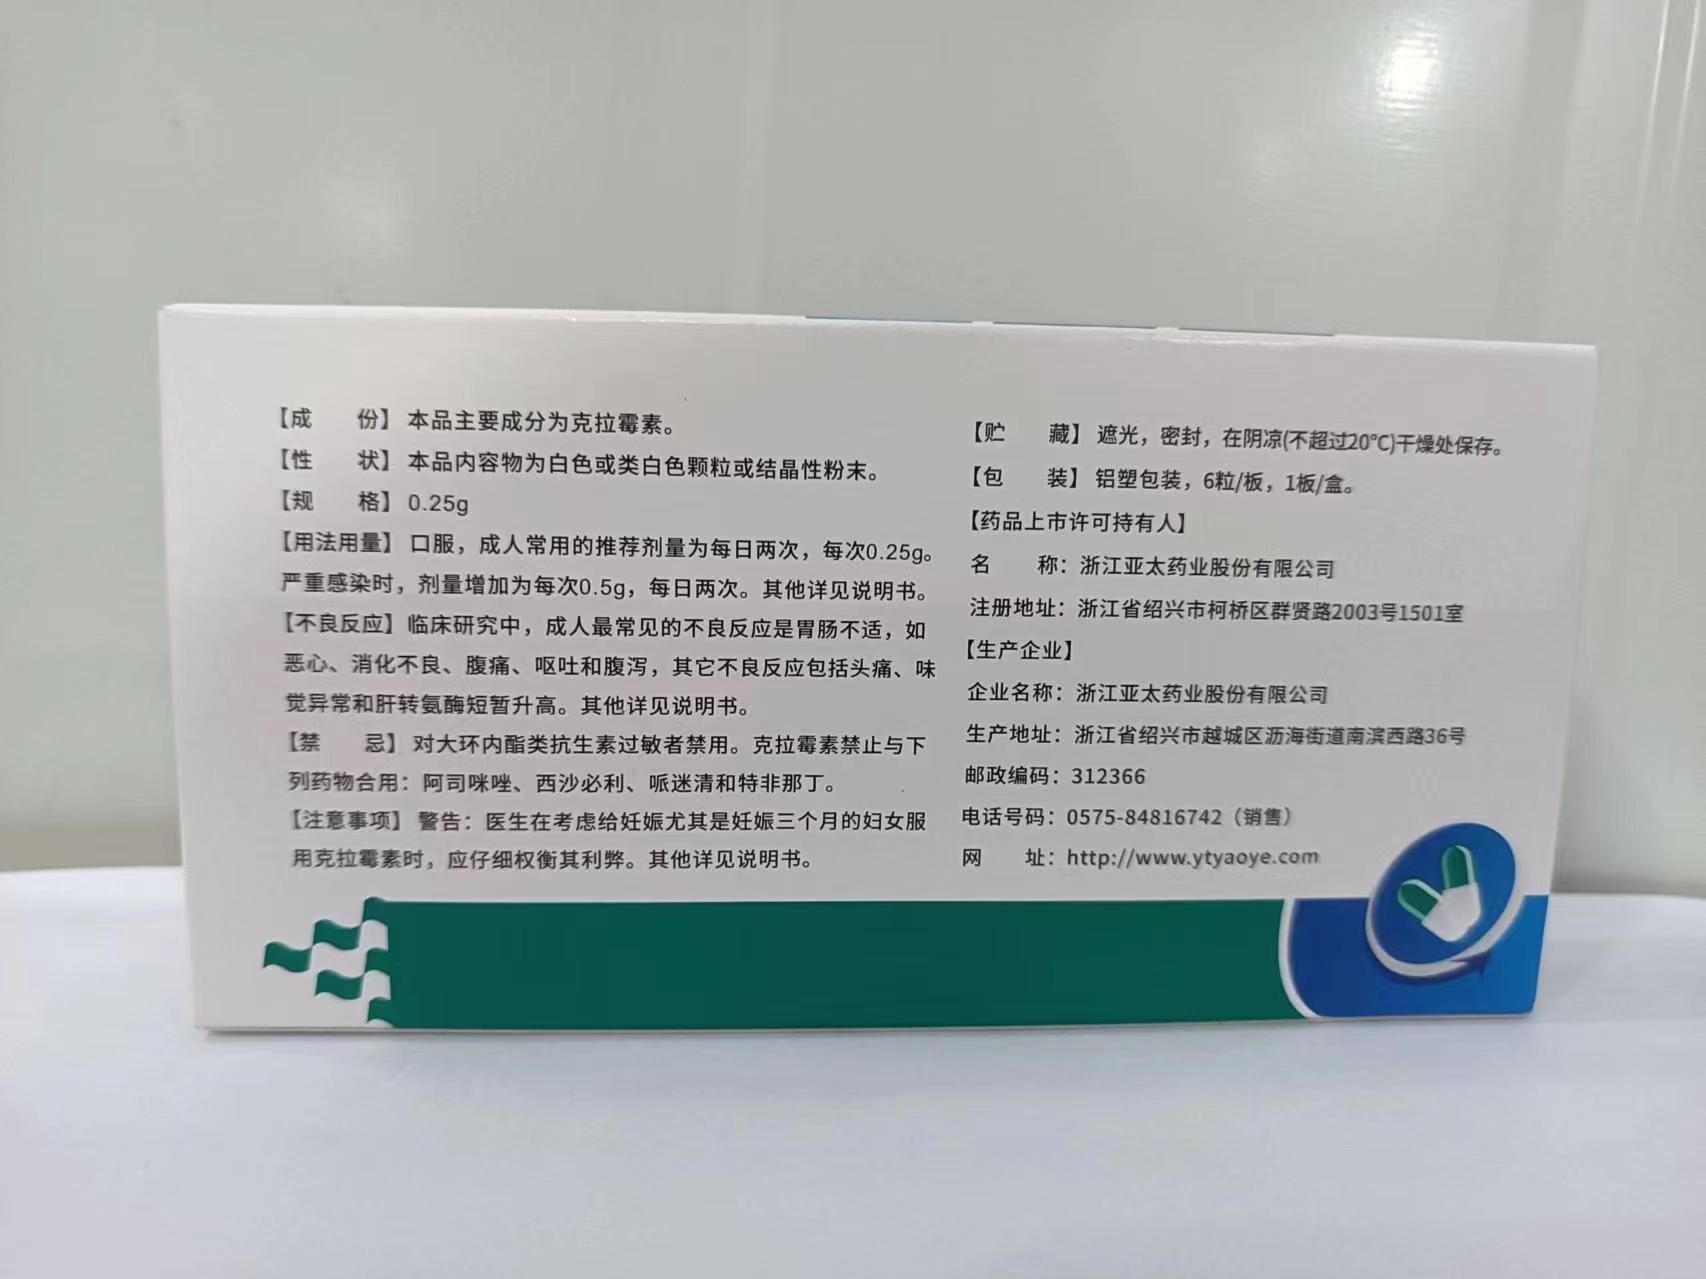 【成 份】本品主要成分为克拉霉素。
【性 状】本品内容物为白色或类白色颗粒或结晶性粉末。
【规 格】0.25g
【用法用量】口服，成人常用的推荐剂量为每日两次，每次0.25g。
严重感染时，剂量增加为每次0.5g，每日两次。其他详见说明书。
【不良反应】临床研究中，成人最常见的不良反应是胃肠不适，如
恶心、消化不良、腹痛、呕吐和腹泻，其它不良反应包括头痛、味
觉异常和肝转氨酶短暂升高。其他详见说明书。
【禁 忌】对大环内酯类抗生素过敏者禁用。克拉霉素禁止与下
列药物合用：阿司咪唑、西沙必利、哌迷清和特非那丁。
【注意事项】警告：医生在考虑给妊娠尤其是妊娠三个月的妇女服
用克拉霉素时，应仔细权衡其利弊。其他详见说明书。
【贮 藏】遮光，密封，在阴凉(不超过20℃)干燥处保存。
【包 装】铝塑包装，6粒/板，1板/盒。
【药品上市许可持有人】
名 称：浙江亚太药业股份有限公司
注册地址：浙江省绍兴市柯桥区群贤路2003号1501室
【生产企业】
企业名称：浙江亚太药业股份有限公司
生产地址：浙江省绍兴市越城区沥海街道南滨西路36号
邮政编码：312366
电话号码：0575-84816742（销售）
网 址：http://www.ytyaoye.com